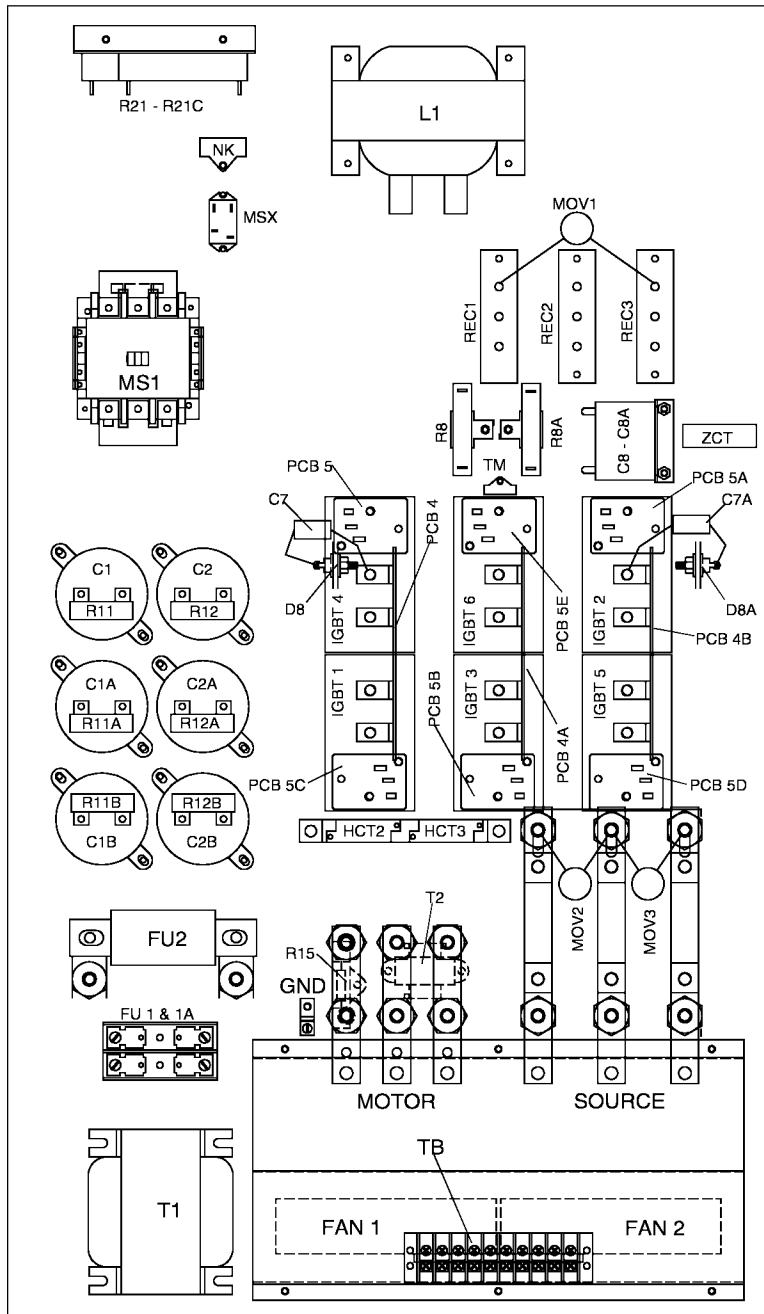 R21 - R21C
L1
NK
MSX
MOV1
REC1
REC2
REC3
MS1
R8
R8A
C8 - C8A
ZCT
TM
PCB 5
PCB 4
PCB 5A
C7
C7A
C1
C2
R11
R12
D8
IGBT 4
IGBT 6
PCB 5E
IGBT 2
D8A
PCB 4B
C1A
C2A
R11A
R12A
IGBT 1
PCB 5B
IGBT 3
PCB 4A
IGBT 5
PCB 5C
PCB 5D
R11B
R12B
C1B
C2B
HCT2
HCT3
T2
MOV2
MOV3
FU2
R15
GND
FU 1 & 1A
MOTOR
SOURCE
TB
T1
FAN 1
FAN 2